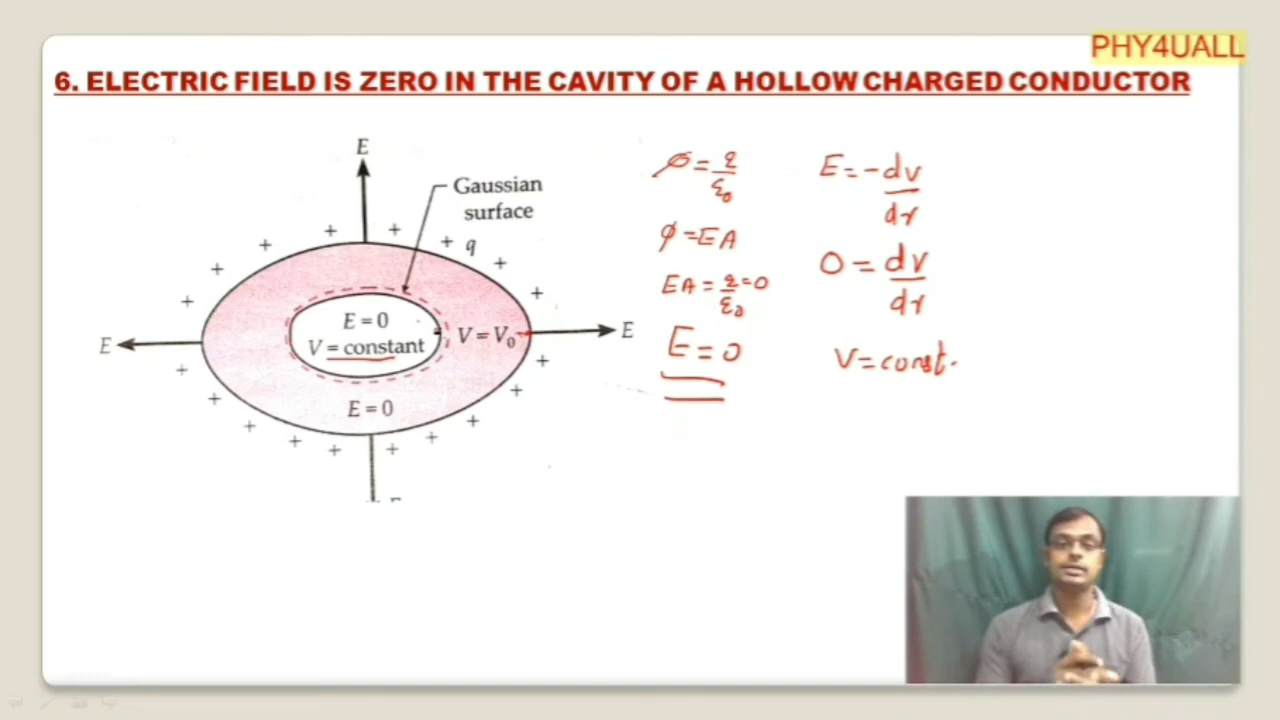 PHY4UALL
6. ELECTRIC FIELD IS ZERO IN THE CAVITY OF A HOLLOW CHARGED CONDUCTOR
E
Gaussian
surface
+ + + + + + + + +
q
E = 0
V = constant
V = V₀
E
E
E = 0
+ + + + + + + + + +
ϕ = q/ε₀
ϕ = EA
EA = q/ε₀ = 0
E = 0
E = - dv/dr
0 = dv/dr
V = const.